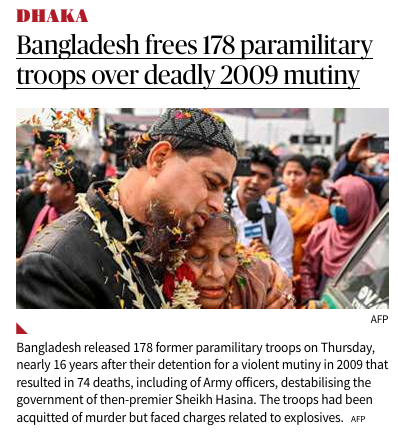 DHAKA
Bangladesh frees 178 paramilitary
troops over deadly 2009 mutiny
AFP
Bangladesh released 178 former paramilitary troops on Thursday,
nearly 16 years after their detention for a violent mutiny in 2009 that
resulted in 74 deaths, including of Army officers, destabilising the
government of then-premier Sheikh Hasina. The troops had been
acquitted of murder but faced charges related to explosives. AFP